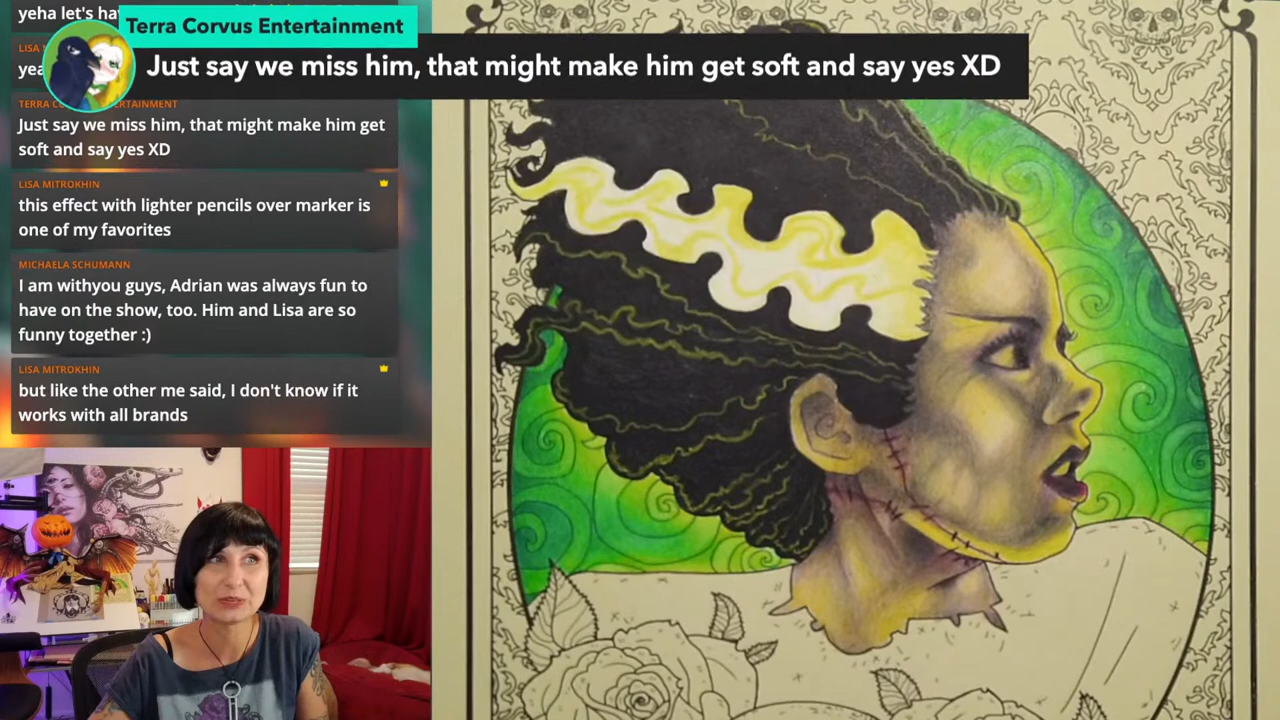 yeha let's ha
Terra Corvus Entertainment
Just say we miss him, that might make him get soft and say yes XD
LISA M
yea
TERRA CO ERTAINMENT
Just say we miss him, that might make him get
soft and say yes XD
LISA MITROKHIN
this effect with lighter pencils over marker is
one of my favorites
MICHAELA SCHUMANN
I am withyou guys, Adrian was always fun to
have on the show, too. Him and Lisa are so
funny together :)
LISA MITROKHIN
but like the other me said, I don't know if it
works with all brands